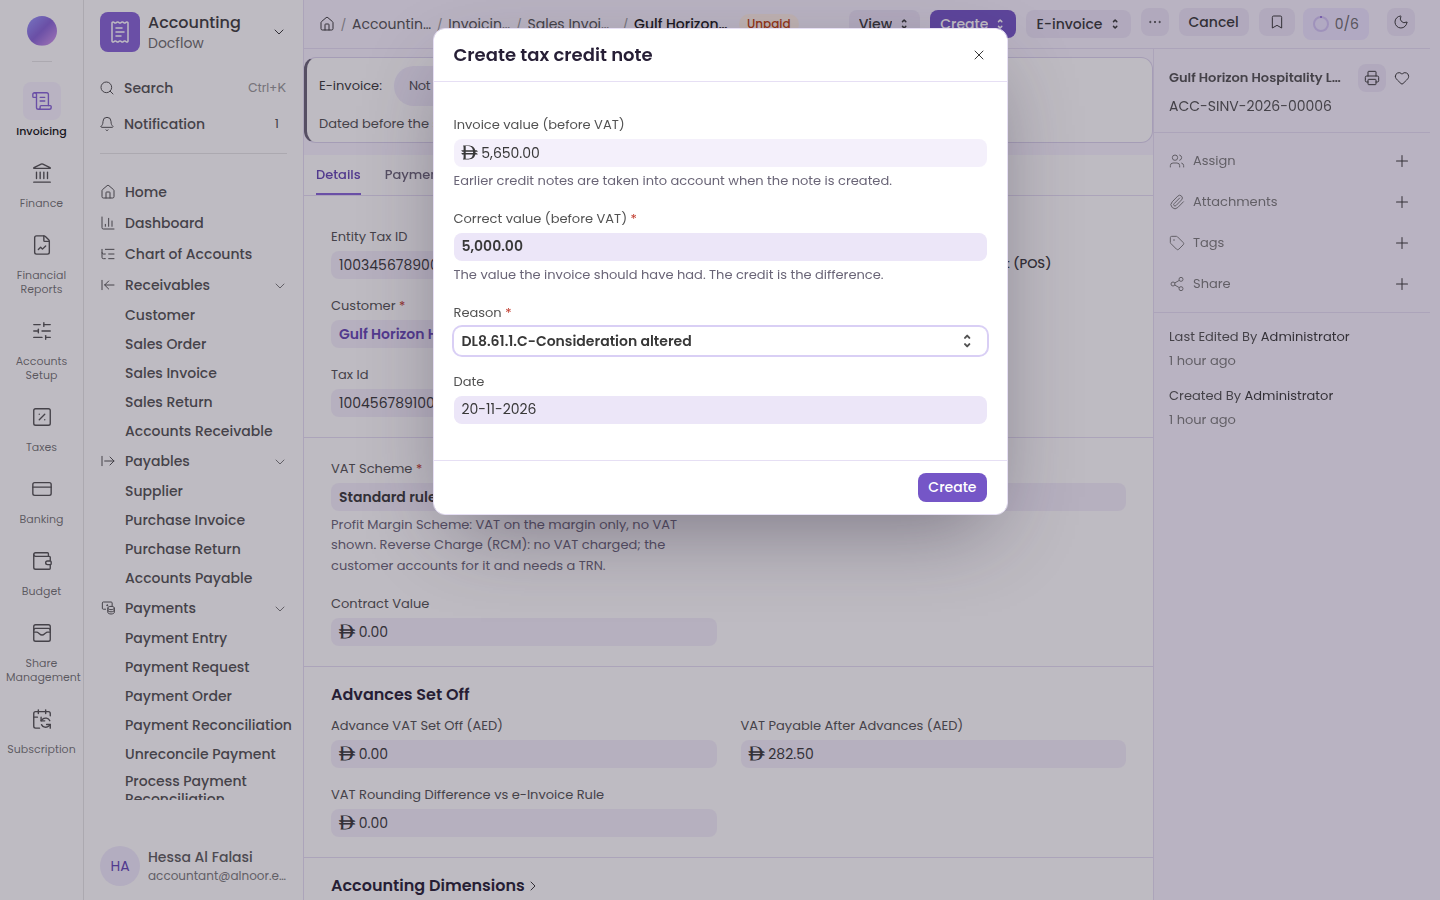 Accounting
Docflow
Search
Ctrl+K
Notification
1
Invoicing
Finance
Financial
Reports
Accounts
Setup
Taxes
Banking
Budget
Share
Management
Subscription
Home
Dashboard
Chart of Accounts
Receivables
Customer
Sales Order
Sales Invoice
Sales Return
Accounts Receivable
Payables
Supplier
Purchase Invoice
Purchase Return
Accounts Payable
Payments
Payment Entry
Payment Request
Payment Order
Payment Reconciliation
Unreconcile Payment
Process Payment
Reconciliation
HA
Hessa Al Falasi
accountant@alnoor.e...
/ Accountin... / Invoicin... / Sales Invoi... / Gulf Horizon...
Unpaid
View
Create
E-invoice
...
Cancel
0/6
E-invoice:
Not
Dated before the
Details
Paymen
Entity Tax ID
10034567890
(POS)
Customer *
Gulf Horizon
Tax Id
10045678910
VAT Scheme *
Standard rule
Profit Margin Scheme: VAT on the margin only, no VAT
shown. Reverse Charge (RCM): no VAT charged; the
customer accounts for it and needs a TRN.
Contract Value
0.00
Advances Set Off
Advance VAT Set Off (AED)
0.00
VAT Payable After Advances (AED)
282.50
VAT Rounding Difference vs e-Invoice Rule
0.00
Accounting Dimensions
Create tax credit note
Invoice value (before VAT)
5,650.00
Earlier credit notes are taken into account when the note is created.
Correct value (before VAT) *
5,000.00
The value the invoice should have had. The credit is the difference.
Reason *
DL8.61.1.C-Consideration altered
Date
20-11-2026
Create
Gulf Horizon Hospitality L...
ACC-SINV-2026-00006
Assign
Attachments
Tags
Share
Last Edited By Administrator
1 hour ago
Created By Administrator
1 hour ago